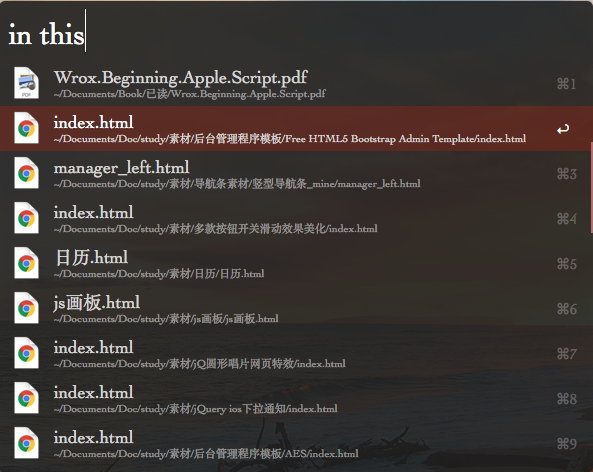 in this
Wrox.Beginning.Apple.Script.pdf
⌘1
~/Documents/Book/已读/Wrox.Beginning.Apple.Script.pdf
index.html
~/Documents/Doc/study/素材/后台管理程序模板/Free HTML5 Bootstrap Admin Template/index.html
manager_left.html
⌘3
~/Documents/Doc/study/素材/导航条素材/竖型导航条_mine/manager_left.html
index.html
⌘4
~/Documents/Doc/study/素材/多款按钮开关滑动效果美化/index.html
日历.html
⌘5
~/Documents/Doc/study/素材/日历/日历.html
js画板.html
⌘6
~/Documents/Doc/study/素材/js画板/js画板.html
index.html
⌘7
~/Documents/Doc/study/素材/jQ圆形唱片网页特效/index.html
index.html
⌘8
~/Documents/Doc/study/素材/jQuery ios下拉通知/index.html
index.html
⌘9
~/Documents/Doc/study/素材/后台管理程序模板/AES/index.html
PDF